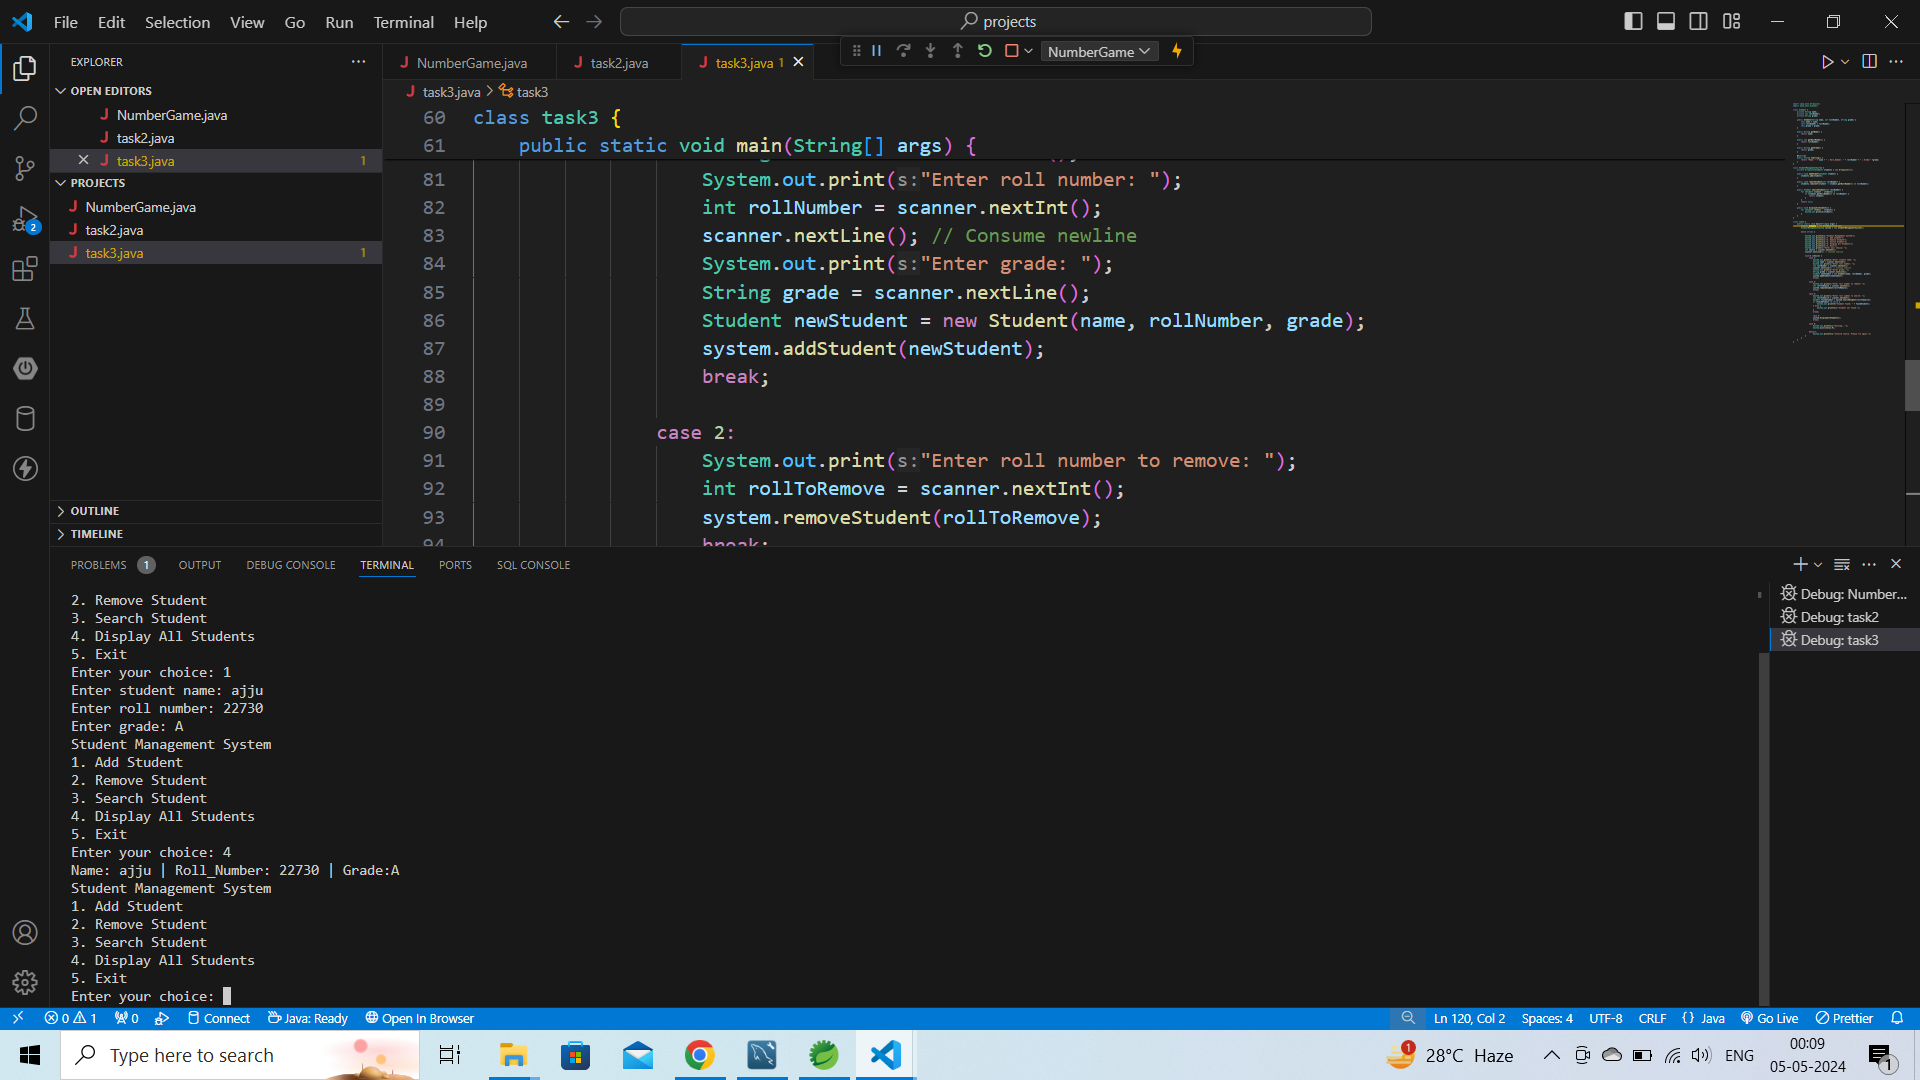 File Edit Selection View Go Run Terminal Help
projects
EXPLORER
OPEN EDITORS
NumberGame.java
task2.java
task3.java 1
PROJECTS
NumberGame.java
task2.java
task3.java 1
OUTLINE
TIMELINE
NumberGame.java task2.java task3.java 1
NumberGame
task3.java > task3
60 class task3 {
61 public static void main(String[] args) {
81 System.out.print(s:"Enter roll number: ");
82 int rollNumber = scanner.nextInt();
83 scanner.nextLine(); // Consume newline
84 System.out.print(s:"Enter grade: ");
85 String grade = scanner.nextLine();
86 Student newStudent = new Student(name, rollNumber, grade);
87 system.addStudent(newStudent);
88 break;
89
90 case 2:
91 System.out.print(s:"Enter roll number to remove: ");
92 int rollToRemove = scanner.nextInt();
93 system.removeStudent(rollToRemove);
94 break;
PROBLEMS 1 OUTPUT DEBUG CONSOLE TERMINAL PORTS SQL CONSOLE
2. Remove Student
3. Search Student
4. Display All Students
5. Exit
Enter your choice: 1
Enter student name: ajju
Enter roll number: 22730
Enter grade: A
Student Management System
1. Add Student
2. Remove Student
3. Search Student
4. Display All Students
5. Exit
Enter your choice: 4
Name: ajju | Roll_Number: 22730 | Grade:A
Student Management System
1. Add Student
2. Remove Student
3. Search Student
4. Display All Students
5. Exit
Enter your choice:
Debug: Number...
Debug: task2
Debug: task3
2
0 1 0 Connect Java: Ready Open In Browser
Ln 120, Col 2 Spaces: 4 UTF-8 CRLF {} Java Go Live Prettier
Type here to search
1
28°C Haze
ENG
00:09
05-05-2024
1